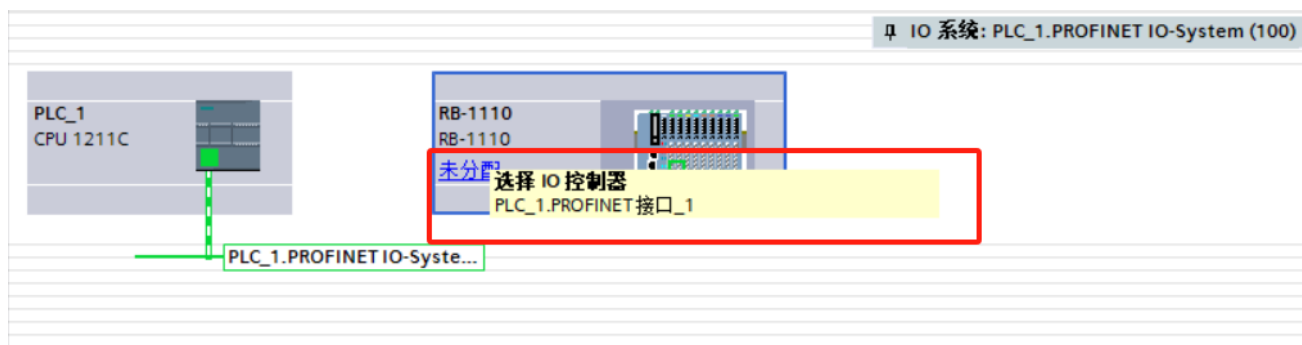 IO 系统: PLC_1.PROFINET IO-System (100)
PLC_1
CPU 1211C
RB-1110
RB-1110
未分配
选择 IO 控制器
PLC_1.PROFINET接口_1
PLC_1.PROFINET IO-Syste...